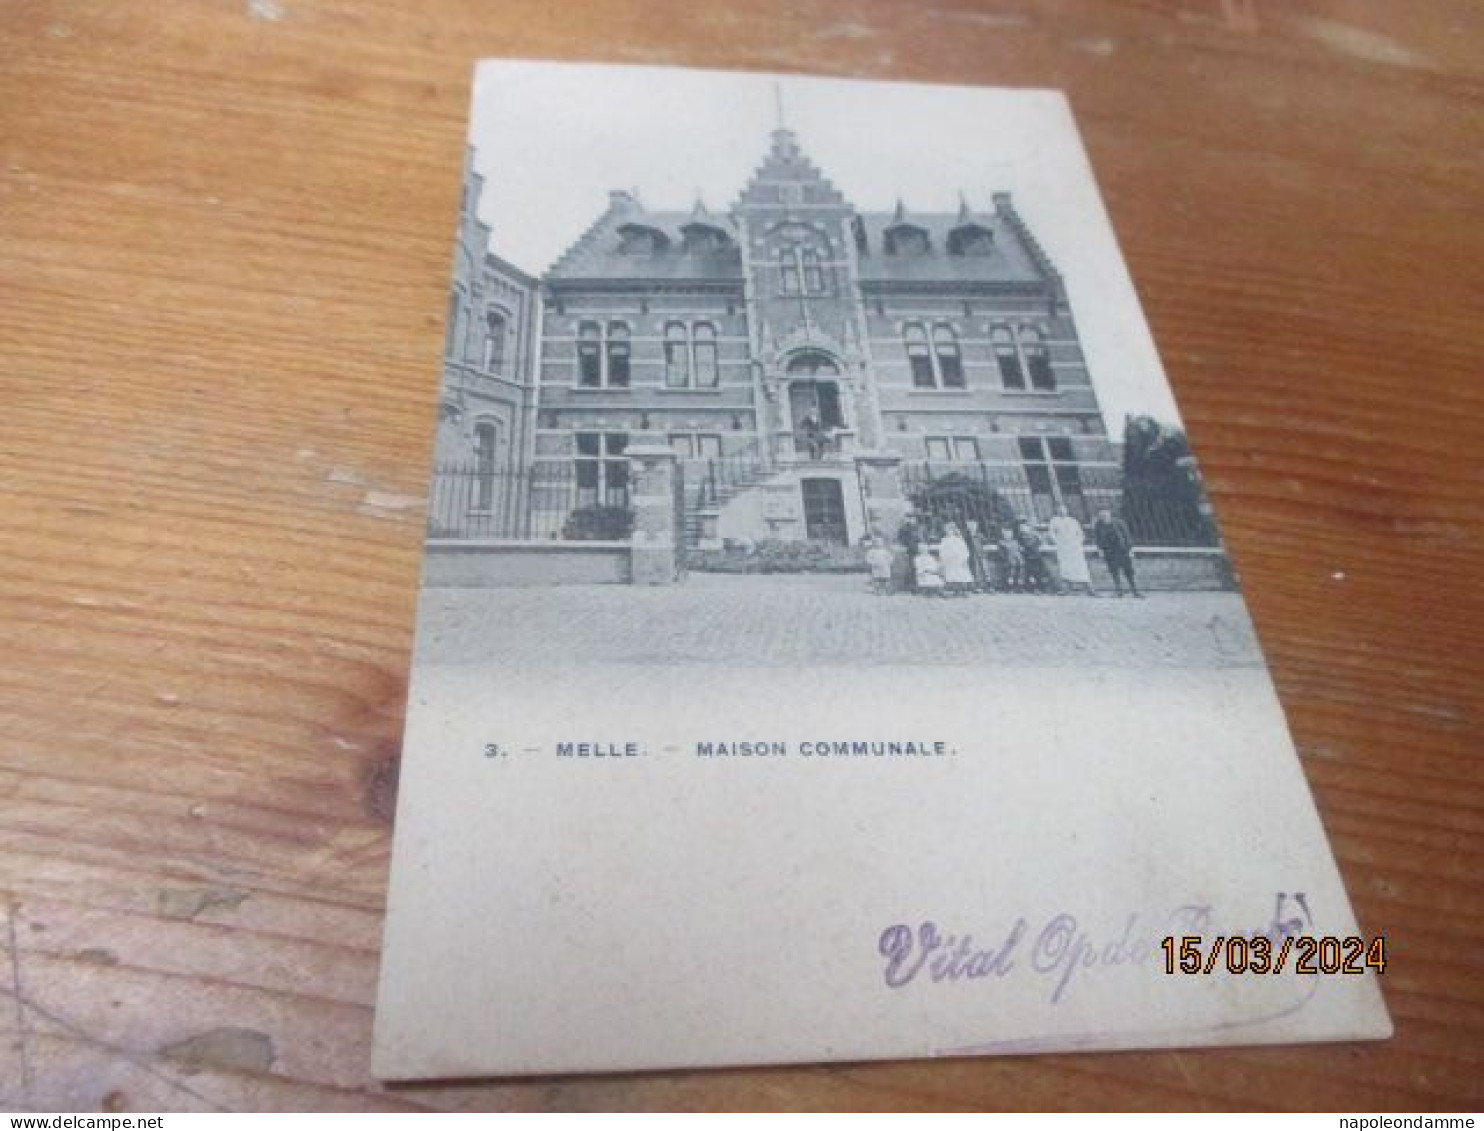 3. — MELLE. — MAISON COMMUNALE.
Vital
15/03/2024
www.delcampe.net
napoleondamme